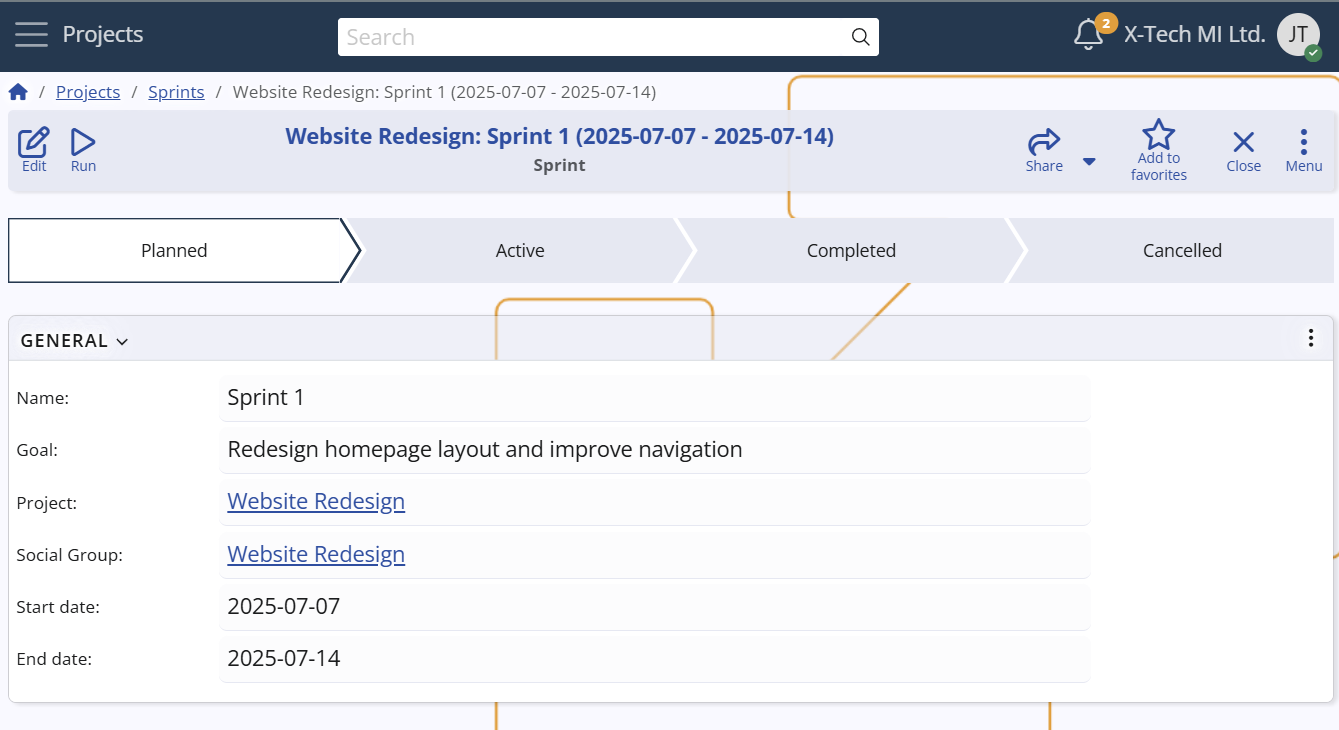 Projects
Search
2
X-Tech MI Ltd.
JT
/ Projects / Sprints / Website Redesign: Sprint 1 (2025-07-07 - 2025-07-14)
Edit
Run
Website Redesign: Sprint 1 (2025-07-07 - 2025-07-14)
Sprint
Share
Add to
favorites
Close
Menu
Planned
Active
Completed
Cancelled
GENERAL
Name: Sprint 1
Goal: Redesign homepage layout and improve navigation
Project: Website Redesign
Social Group: Website Redesign
Start date: 2025-07-07
End date: 2025-07-14